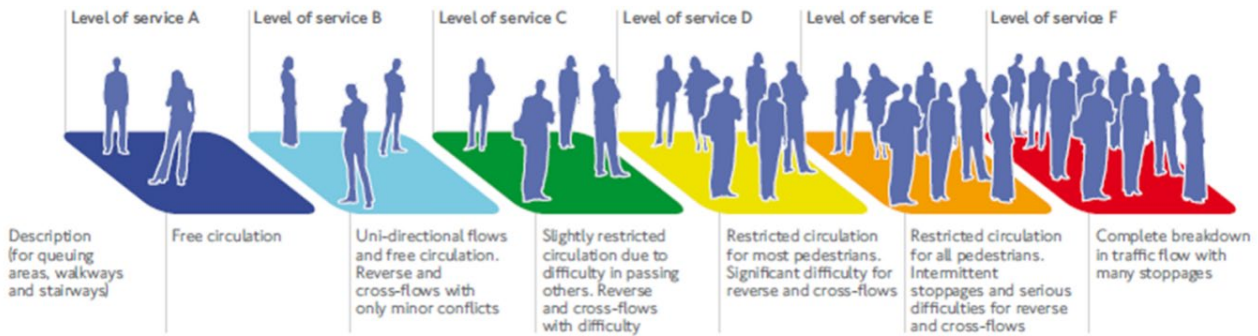 Level of service A
Level of service B
Level of service C
Level of service D
Level of service E
Level of service F
Description
(for queuing
areas, walkways
and stairways)
Free circulation
Uni-directional flows
and free circulation.
Reverse and
cross-flows with
only minor conflicts
Slightly restricted
circulation due to
difficulty in passing
others. Reverse
and cross-flows
with difficulty
Restricted circulation
for most pedestrians.
Significant difficulty for
reverse and cross-flows
Restricted circulation
for all pedestrians.
Intermittent
stoppages and serious
difficulties for reverse
and cross-flows
Complete breakdown
in traffic flow with
many stoppages